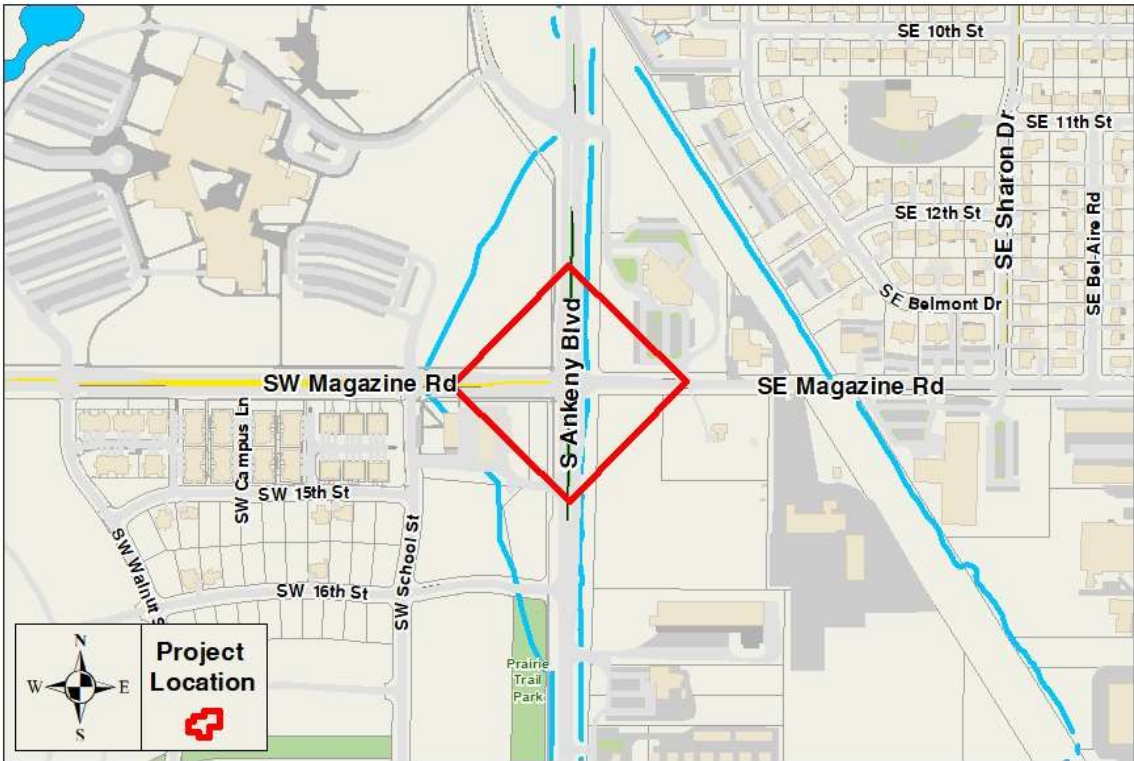 SE 10th St
SE 11th St
SE Sharon Dr
SE 12th St
SE Bel-Aire Rd
SE Belmont Dr
S Ankeny Blvd
SW Magazine Rd
SE Magazine Rd
SW Campus Ln
SW 15th St
SW School St
SW Walnut S
SW 16th St
Prairie
Trail
Park
N
W
E
S
Project
Location